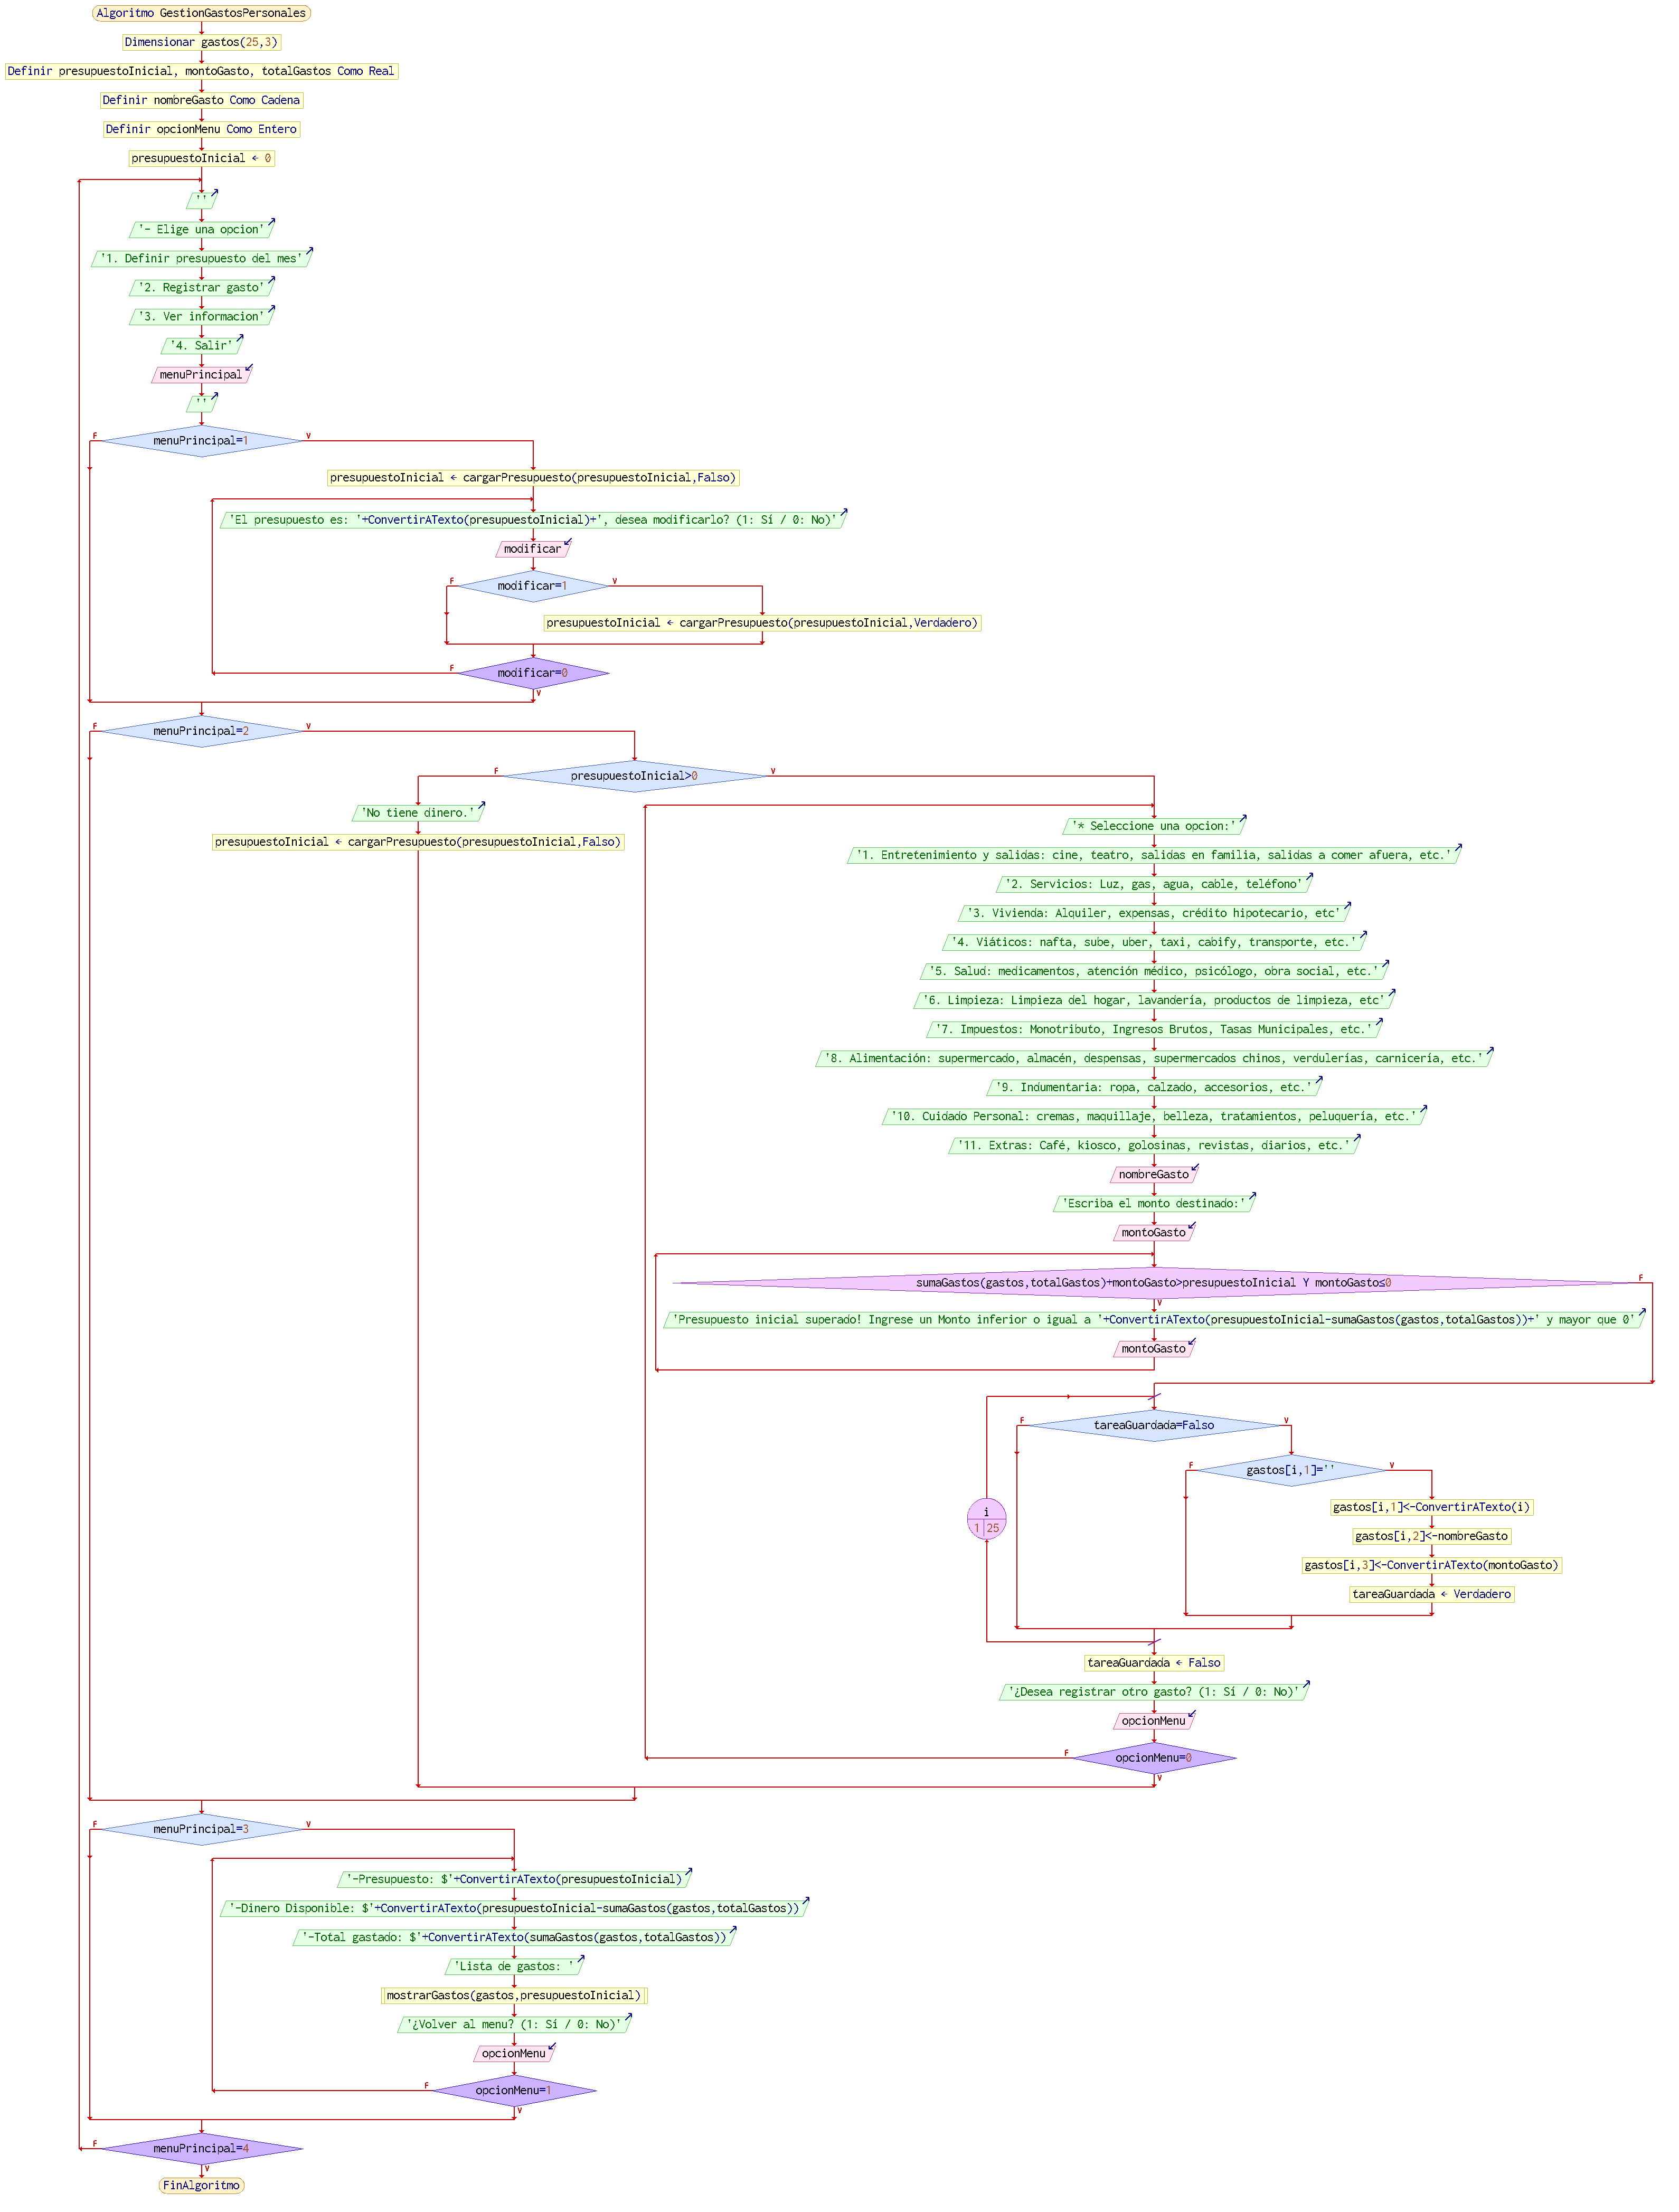 Algoritmo GestionGastosPersonales
Dimensionar gastos(25,3)
Definir presupuestoInicial, montoGasto, totalGastos Como Real
Definir nombreGasto Como Cadena
Definir opcionMenu Como Entero
presupuestoInicial ← 0
''
'- Elige una opcion'
'1. Definir presupuesto del mes'
'2. Registrar gasto'
'3. Ver informacion'
'4. Salir'
menuPrincipal
''
F
menuPrincipal=1
V
presupuestoInicial ← cargarPresupuesto(presupuestoInicial,Falso)
'El presupuesto es: '+ConvertirATexto(presupuestoInicial)+', desea modificarlo? (1: Sí / 0: No)'
modificar
F
modificar=1
V
presupuestoInicial ← cargarPresupuesto(presupuestoInicial,Verdadero)
F
modificar=0
V
F
menuPrincipal=2
V
F
presupuestoInicial>0
V
'No tiene dinero.'
presupuestoInicial ← cargarPresupuesto(presupuestoInicial,Falso)
'* Seleccione una opcion:'
'1. Entretenimiento y salidas: cine, teatro, salidas en familia, salidas a comer afuera, etc.'
'2. Servicios: Luz, gas, agua, cable, teléfono'
'3. Vivienda: Alquiler, expensas, crédito hipotecario, etc'
'4. Viáticos: nafta, sube, uber, taxi, cabify, transporte, etc.'
'5. Salud: medicamentos, atención médico, psicólogo, obra social, etc.'
'6. Limpieza: Limpieza del hogar, lavandería, productos de limpieza, etc'
'7. Impuestos: Monotributo, Ingresos Brutos, Tasas Municipales, etc.'
'8. Alimentación: supermercado, almacén, despensas, supermercados chinos, verdulerías, carnicería, etc.'
'9. Indumentaria: ropa, calzado, accesorios, etc.'
'10. Cuidado Personal: cremas, maquillaje, belleza, tratamientos, peluquería, etc.'
'11. Extras: Café, kiosco, golosinas, revistas, diarios, etc.'
nombreGasto
'Escriba el monto destinado:'
montoGasto
sumaGastos(gastos,totalGastos)+montoGasto>presupuestoInicial Y montoGasto≤0
F
V
'Presupuesto inicial superado! Ingrese un Monto inferior o igual a '+ConvertirATexto(presupuestoInicial-sumaGastos(gastos,totalGastos))+' y mayor que 0'
montoGasto
F
tareaGuardada=Falso
V
F
gastos[i,1]=''
V
i
1 25
gastos[i,1]<-ConvertirATexto(i)
gastos[i,2]<-nombreGasto
gastos[i,3]<-ConvertirATexto(montoGasto)
tareaGuardada ← Verdadero
tareaGuardada ← Falso
'¿Desea registrar otro gasto? (1: Sí / 0: No)'
opcionMenu
F
opcionMenu=0
V
F
menuPrincipal=3
V
'-Presupuesto: $'+ConvertirATexto(presupuestoInicial)
'-Dinero Disponible: $'+ConvertirATexto(presupuestoInicial-sumaGastos(gastos,totalGastos))
'-Total gastado: $'+ConvertirATexto(sumaGastos(gastos,totalGastos))
'Lista de gastos: '
mostrarGastos(gastos,presupuestoInicial)
'¿Volver al menu? (1: Sí / 0: No)'
opcionMenu
F
opcionMenu=1
V
F
menuPrincipal=4
V
FinAlgoritmo